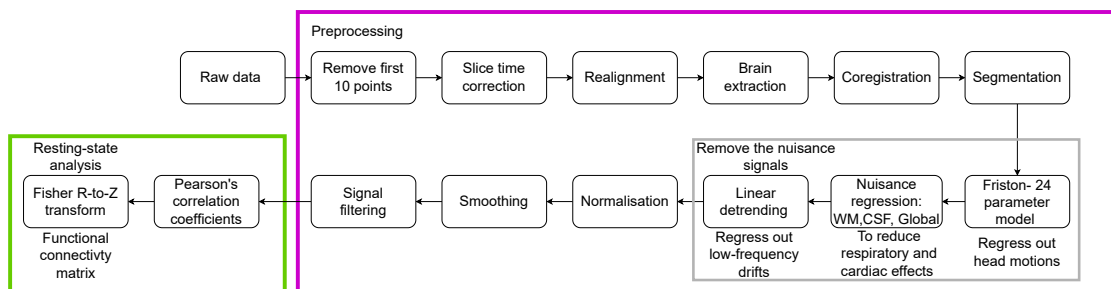 Preprocessing
Raw data
Remove first
10 points
Slice time
correction
Realignment
Brain
extraction
Coregistration
Segmentation
Remove the nuisance
signals
Friston- 24
parameter
model
Regress out
head motions
Nuisance
regression:
WM,CSF, Global
To reduce
respiratory and
cardiac effects
Linear
detrending
Regress out
low-frequency
drifts
Normalisation
Smoothing
Signal
filtering
Resting-state
analysis
Pearson's
correlation
coefficients
Fisher R-to-Z
transform
Functional
connectivty
matrix